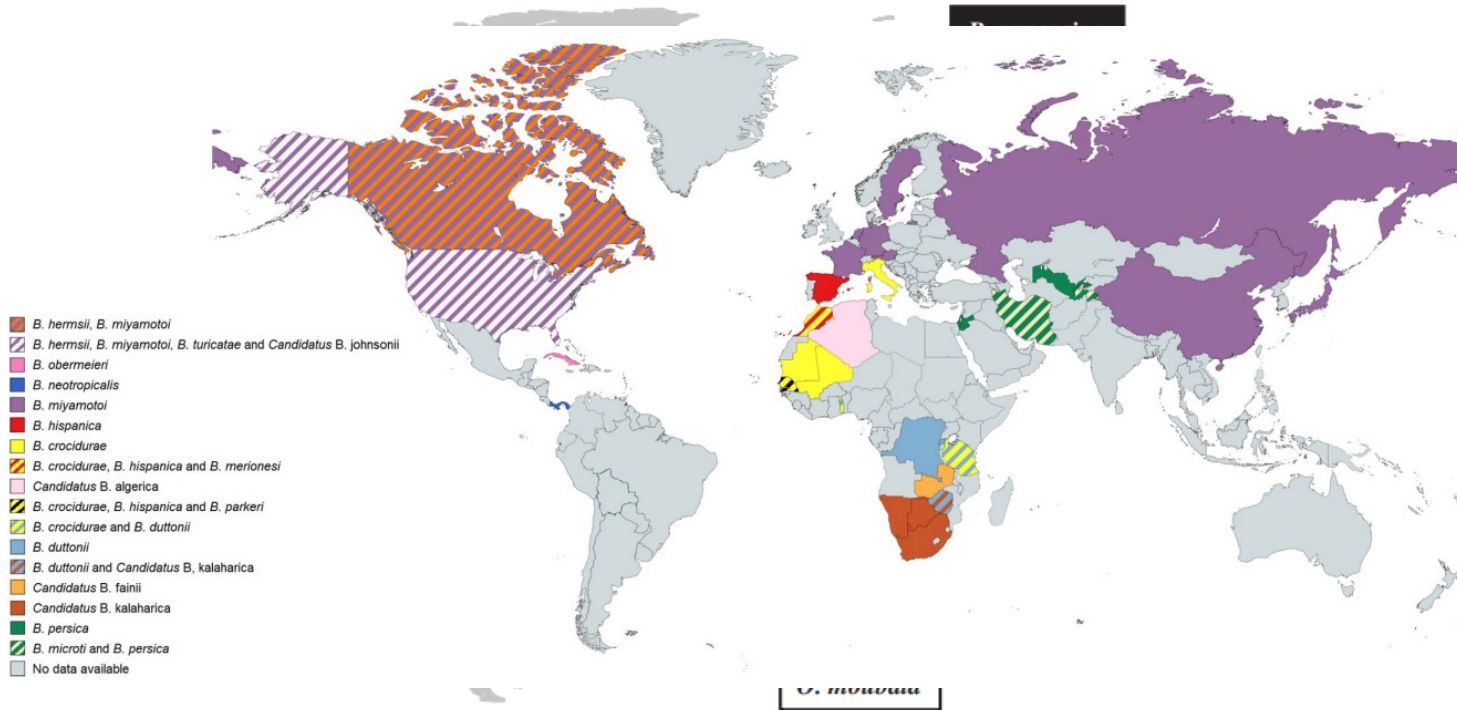 B. hermsii, B. miyamotoi
B. hermsii, B. miyamotoi, B. turicatae and Candidatus B. johnsonii
B. obermeieri
B. neotropicalis
B. miyamotoi
B. hispanica
B. crocidurae
B. crocidurae, B. hispanica and B. merionesi
Candidatus B. algerica
B. crocidurae, B. hispanica and B. parkeri
B. crocidurae and B. duttonii
B. duttonii
B. duttonii and Candidatus B, kalaharica
Candidatus B. fainii
Candidatus B. kalaharica
B. persica
B. microti and B. persica
No data available